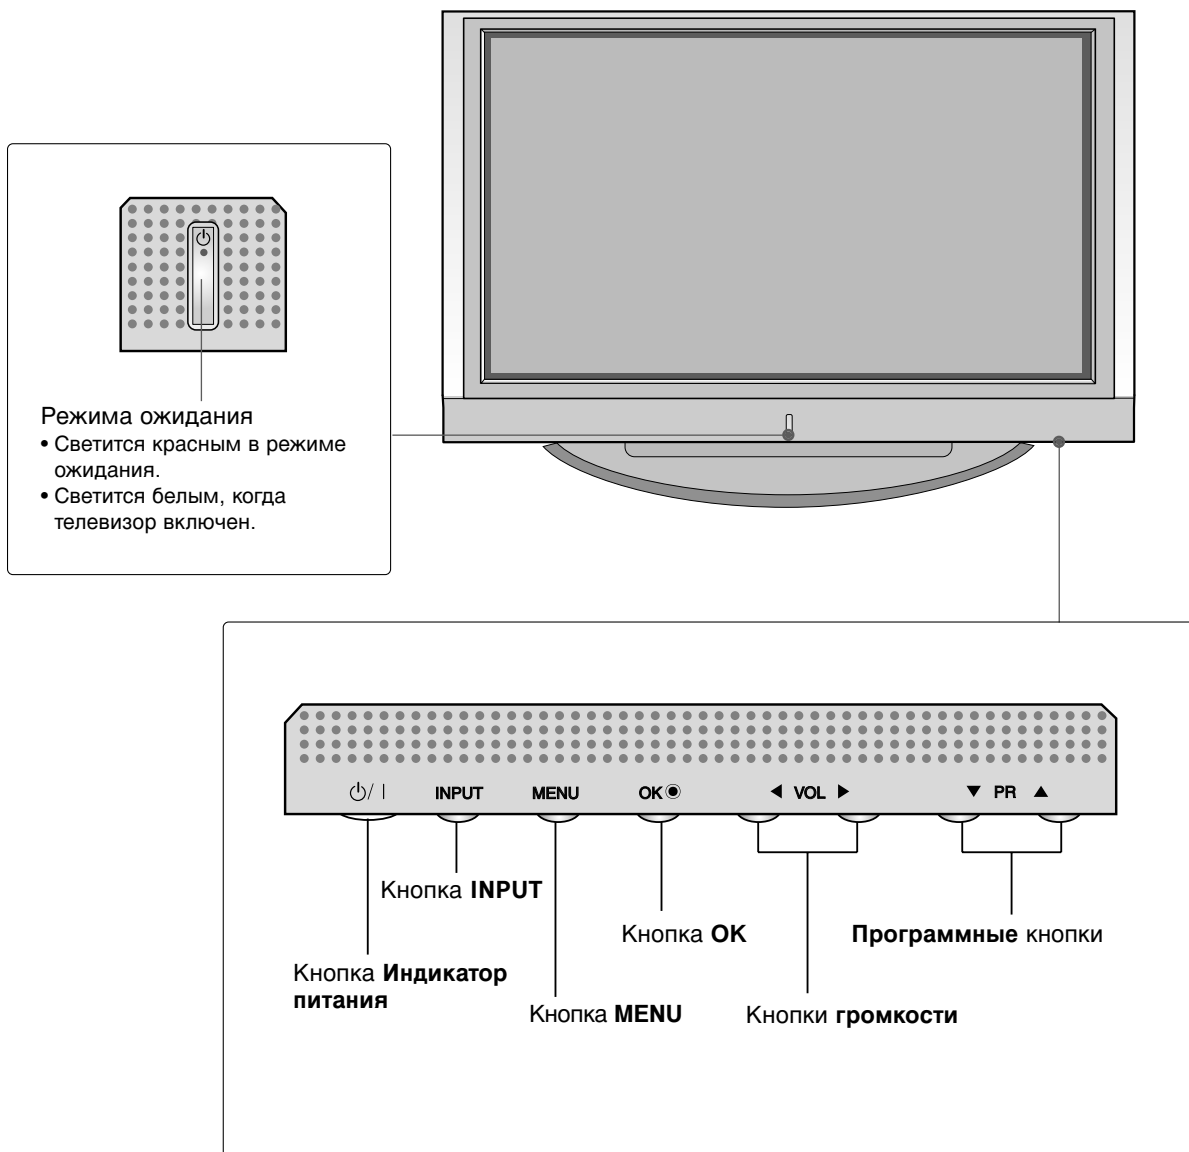 Режима ожидания
• Светится красным в режиме
ожидания.
• Светится белым, когда
телевизор включен.
/ I INPUT MENU OK VOL PR
Кнопка INPUT
Кнопка OK
Программные кнопки
Кнопка Индикатор
питания
Кнопка MENU
Кнопки громкости